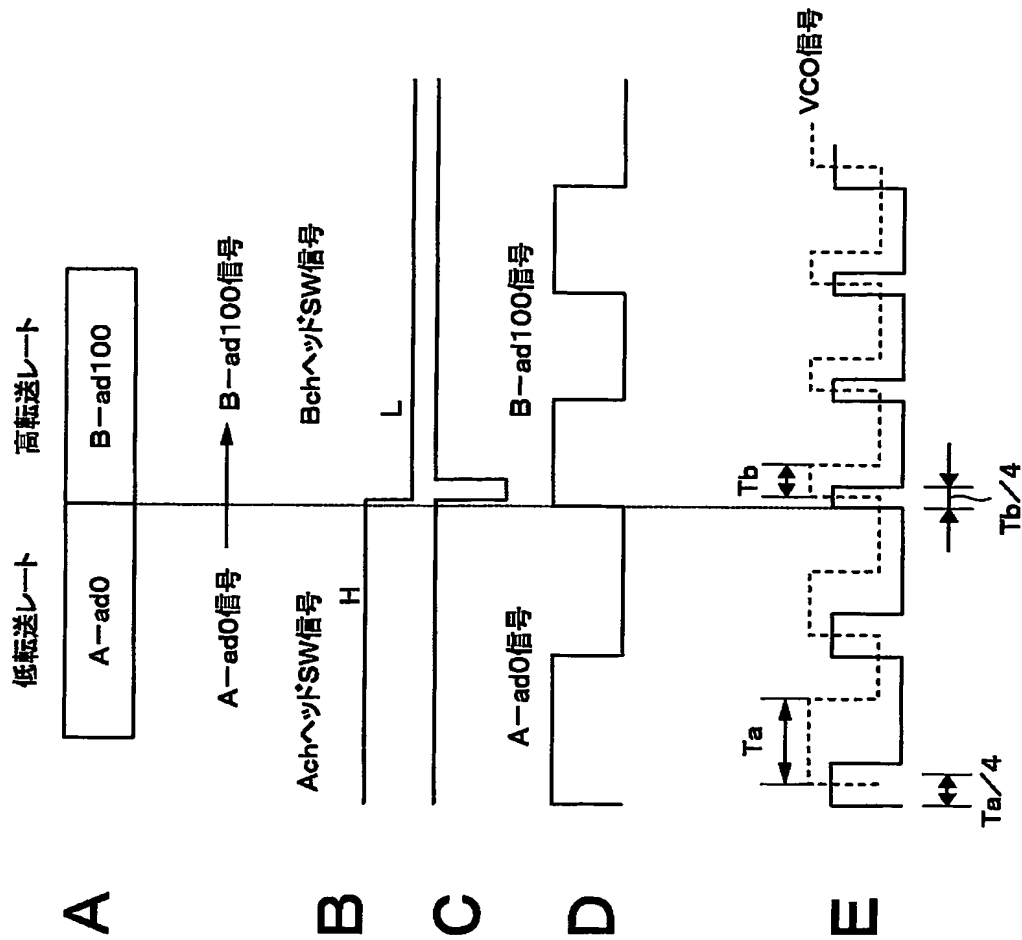 低転送レート
高転送レート
A
A−ad0
B−ad100
A−ad0信号
B−ad100信号
B
AchヘッドSW信号
BchヘッドSW信号
H
L
C
D
A−ad0信号
B−ad100信号
E
Ta
Tb
VCO信号
Ta/4
Tb/4